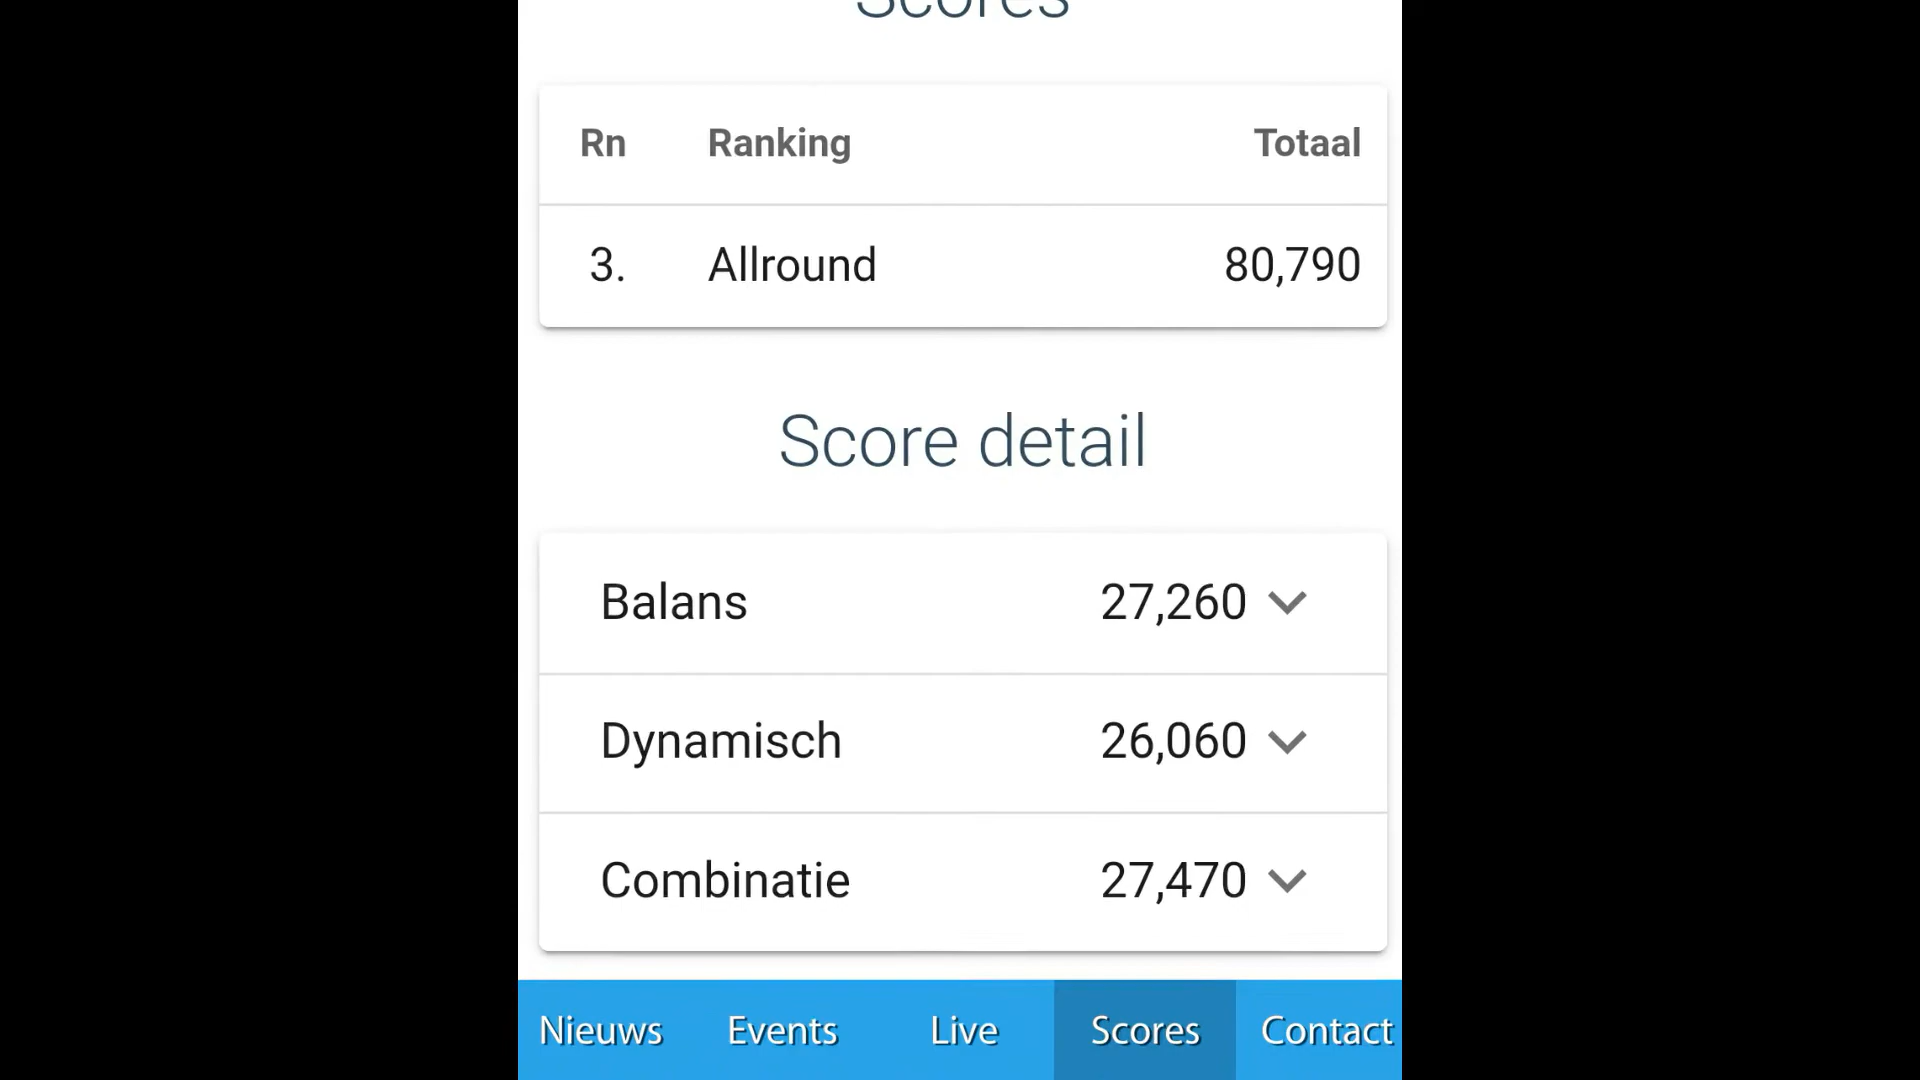 Scores
Rn Ranking Totaal
3. Allround 80,790
Score detail
Balans 27,260
Dynamisch 26,060
Combinatie 27,470
Nieuws Events Live Scores Contact